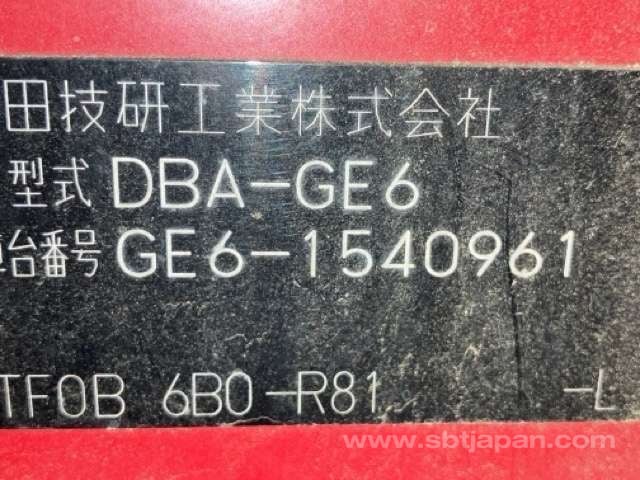 田技研工業株式会社
型式 DBA-GE6
車台番号 GE6-1540961
TF0B 6B0-R81 -L
www.sbtjapan.com